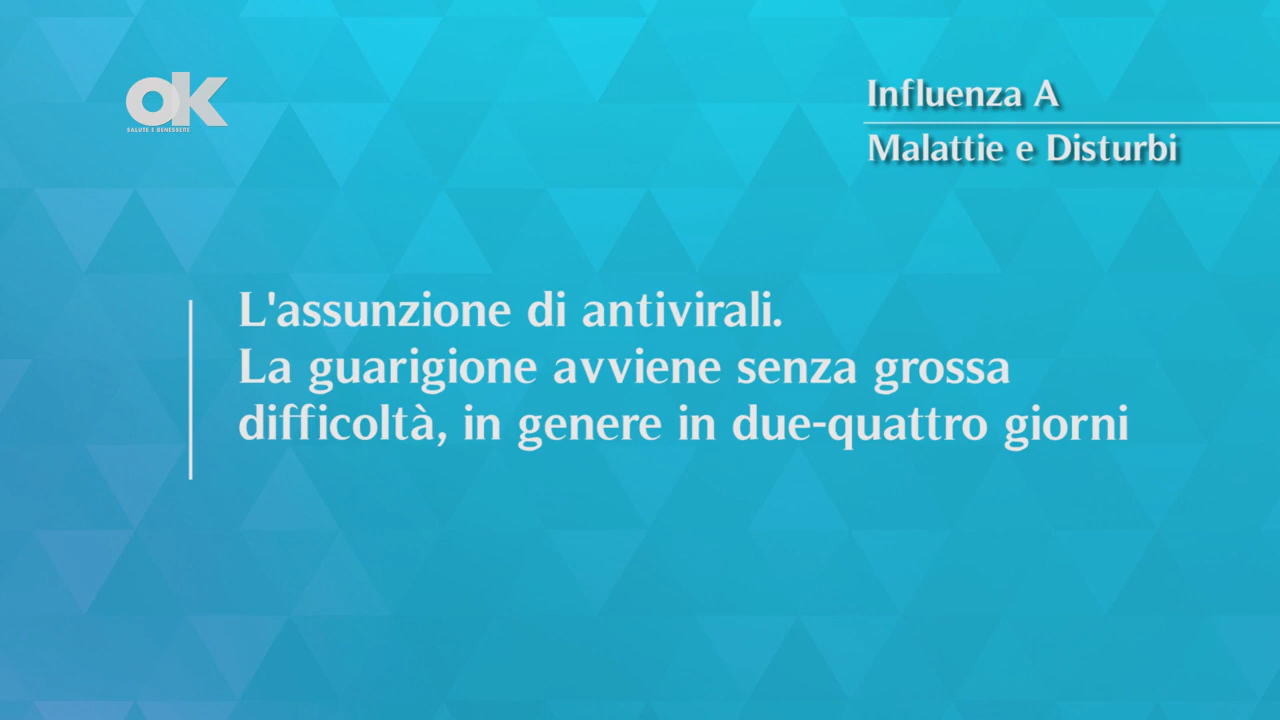 OK
SALUTE E BENESSERE
Influenza A
Malattie e Disturbi
L'assunzione di antivirali.
La guarigione avviene senza grossa
difficoltà, in genere in due-quattro giorni